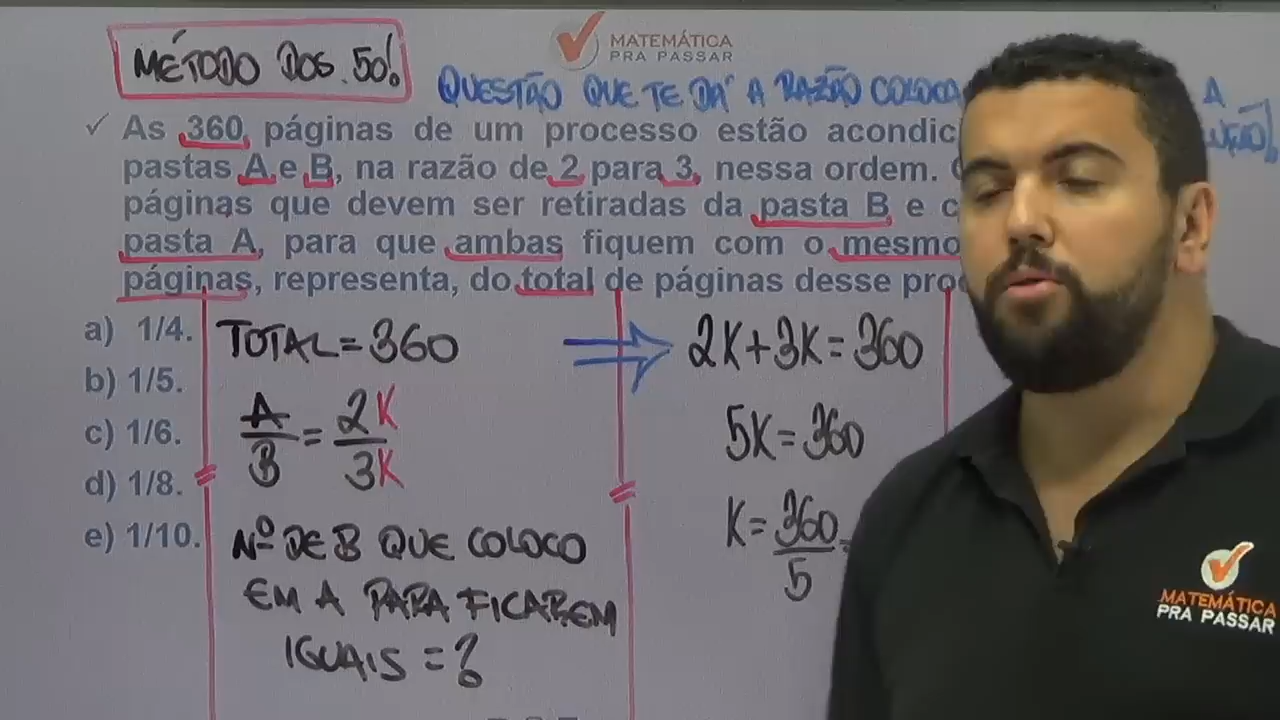 MÉTODO DOS 50!
MATEMÁTICA
PRA PASSAR
QUESTÃO QUE TE DÁ A RAZÃO COLOCA A
✓ As 360 páginas de um processo estão acondic
pastas A e B, na razão de 2 para 3, nessa ordem.
páginas que devem ser retiradas da pasta B e c
pasta A, para que ambas fiquem com o mesmo
páginas, representa, do total de páginas desse pro
a) 1/4.
b) 1/5.
c) 1/6.
d) 1/8.
e) 1/10.
TOTAL = 360
A/B = 2K/3K
Nº DE B QUE COLOCO
EM A PARA FICAREM
IGUAIS = ?
2K+3K=360
5K=360
K=360/5=
MATEMÁTICA
PRA PASSAR